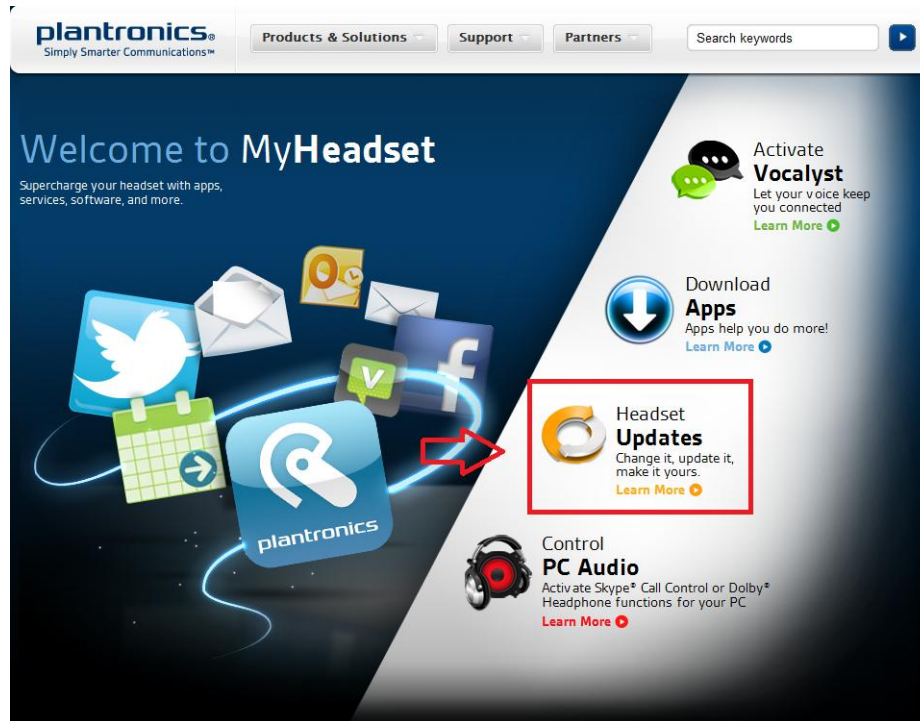 plantronics®
Simply Smarter Communications™
Products & Solutions
Support
Partners
Search keywords
Welcome to MyHeadset
Supercharge your headset with apps,
services, software, and more.
Activate
Vocalyst
Let your voice keep
you connected
Learn More
Download
Apps
Apps help you do more!
Learn More
Headset
Updates
Change it, update it,
make it yours.
Learn More
Control
PC Audio
Activate Skype® Call Control or Dolby®
Headphone functions for your PC
Learn More
O
f
V
plantronics